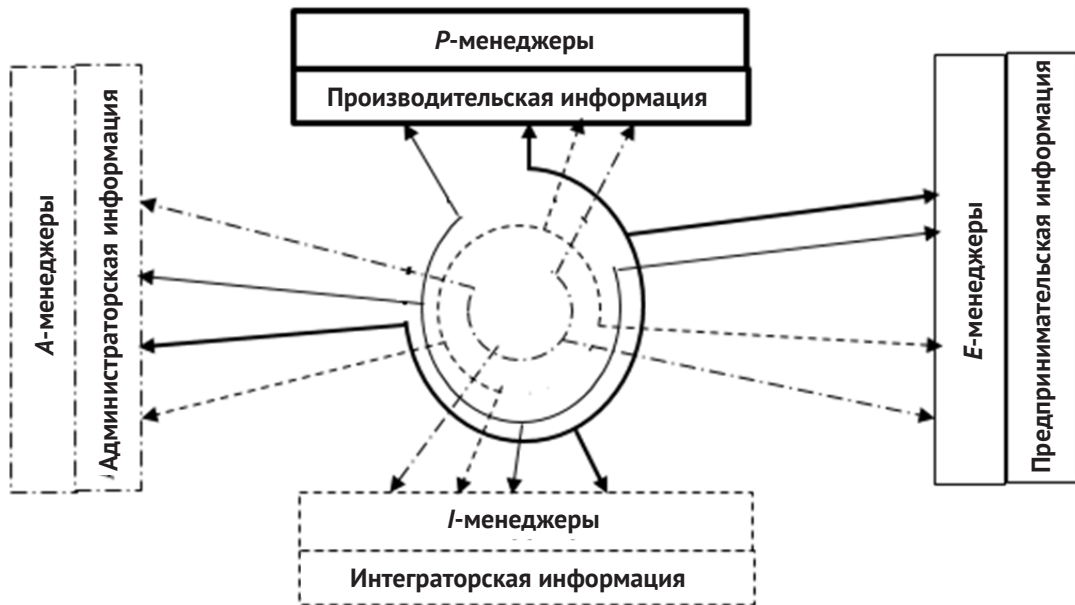 P-менеджеры
Производительская информация
А-менеджеры
Администраторская информация
Е-менеджеры
Предпринимательская информация
I-менеджеры
Интеграторская информация